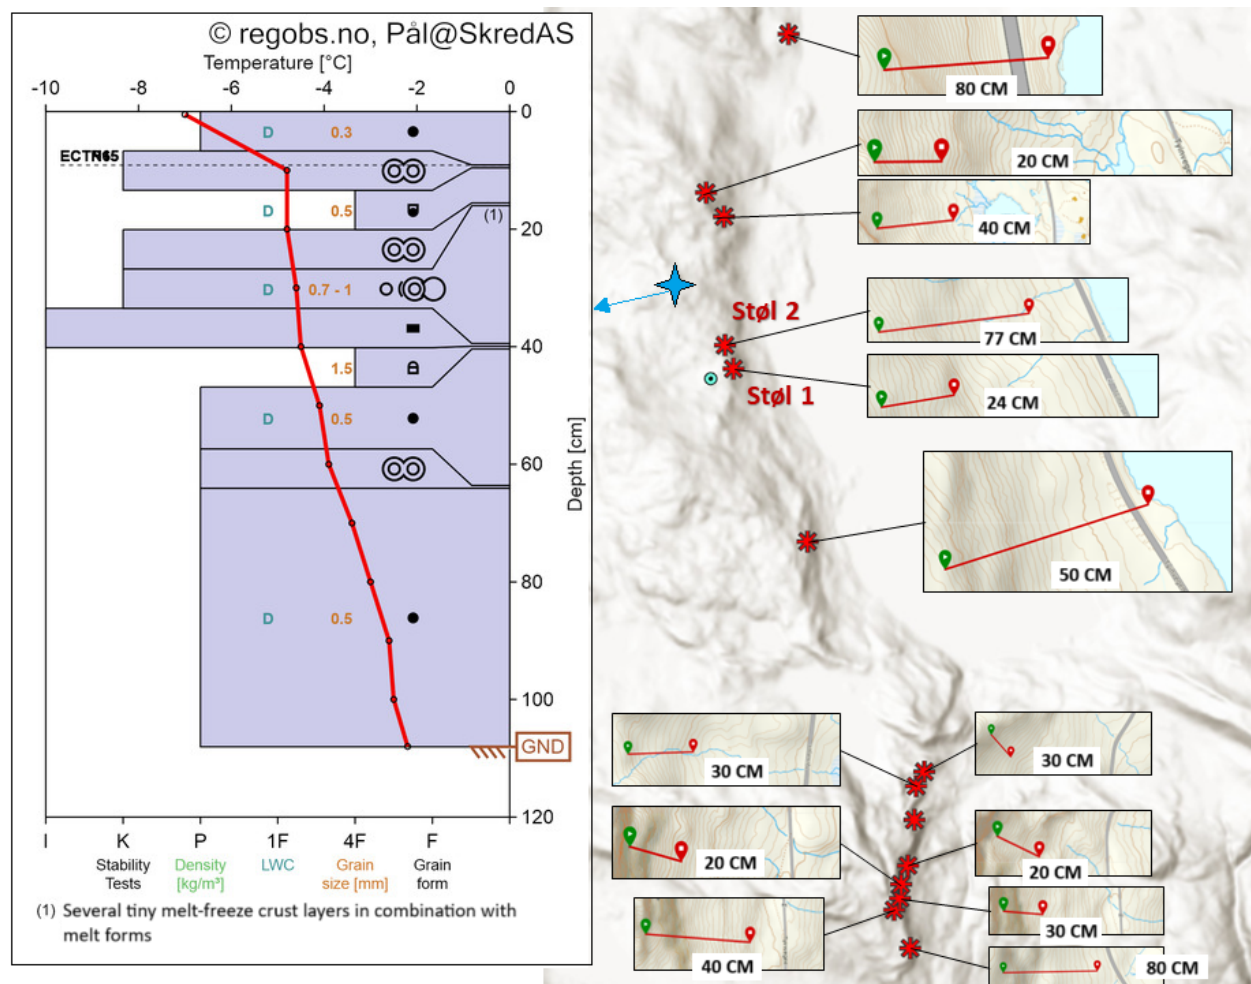 © regobs.no, Pål@SkredAS
Temperature [°C]
-10 -8 -6 -4 -2 0
0
D 0.3
D 0.5
(1)
20
D 0.7 - 1
40
1.5
D 0.5
60
80
D 0.5
100
GND
120
Depth [cm]
I K P 1F 4F F
Stability Tests
Density [kg/m³]
LWC
Grain size [mm]
Grain form
(1) Several tiny melt-freeze crust layers in combination with
melt forms
80 CM
20 CM
40 CM
Støl 2
77 CM
Støl 1
24 CM
50 CM
30 CM
30 CM
20 CM
20 CM
30 CM
40 CM
80 CM